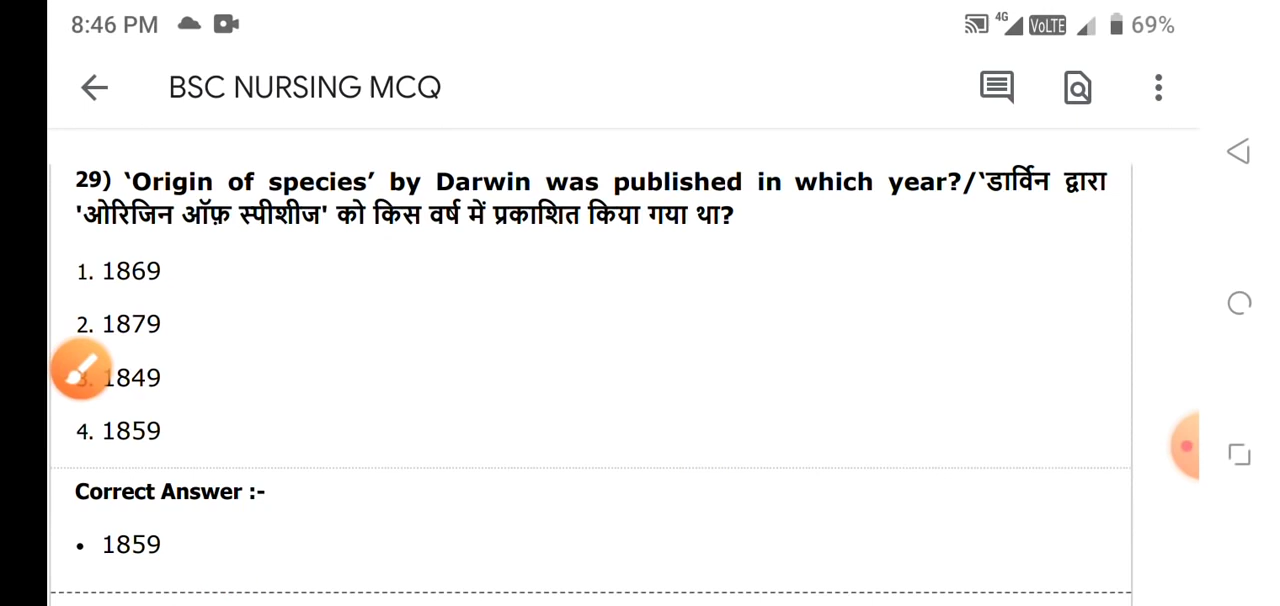 8:46 PM 4G VoLTE 69%
BSC NURSING MCQ
29) ‘Origin of species’ by Darwin was published in which year?/‘डार्विन द्वारा
'ओरिजिन ऑफ़ स्पीशीज' को किस वर्ष में प्रकाशित किया गया था?
1. 1869
2. 1879
3. 1849
4. 1859
Correct Answer :-
• 1859